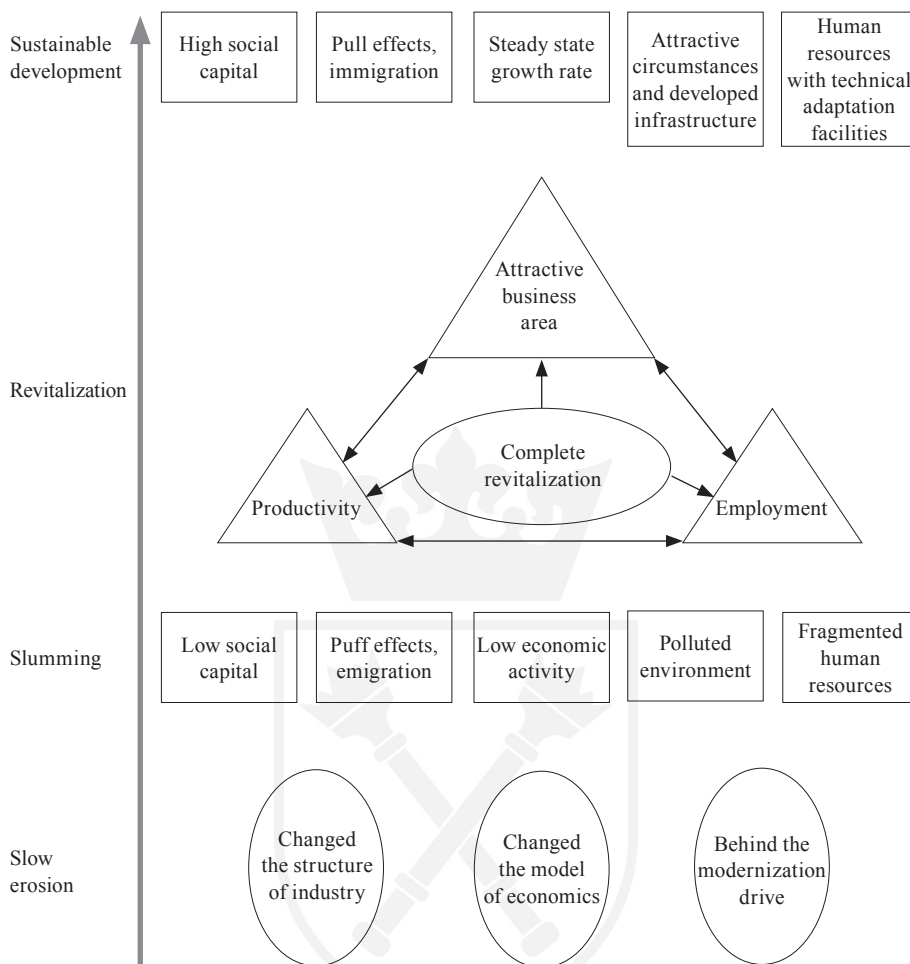 Sustainable
development
High social
capital
Pull effects,
immigration
Steady state
growth rate
Attractive
circumstances
and developed
infrastructure
Human
resources
with technical
adaptation
facilities
Revitalization
Attractive
business
area
Complete
revitalization
Productivity
Employment
Slumming
Low social
capital
Puff effects,
emigration
Low economic
activity
Polluted
environment
Fragmented
human
resources
Slow
erosion
Changed
the structure
of industry
Changed
the model
of economics
Behind the
modernization
drive